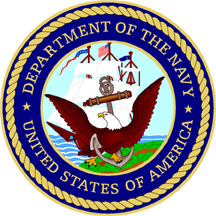 DEPARTMENT OF THE NAVY
UNITED STATES OF AMERICA